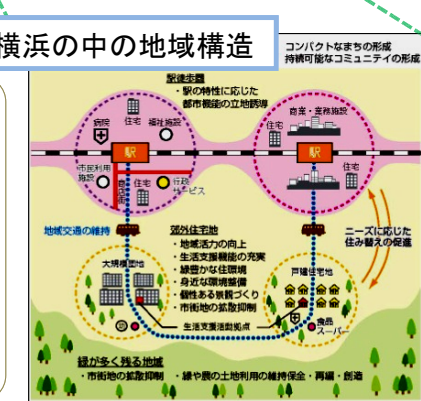 横浜の中の地域構造
コンパクトなまちの形成
持続可能なコミュニティの形成
駅徒歩圏
・駅の特性に応じた
都市機能の立地誘導
病院
住宅
福祉施設
駅
市民利用
施設
商店街
住宅
行政
サービス
商業・業務施設
住宅
駅
住宅
地域交通の維持
郊外住宅地
・地域活力の向上
・生活支援機能の充実
・緑豊かな住環境
・身近な環境整備
・個性ある景観づくり
・市街地の拡散抑制
ニーズに応じた
住み替えの促進
大規模団地
戸建住宅地
生活支援活動拠点
食品
スーパー
緑が多く残る地域
・市街地の拡散抑制
・緑や農の土地利用の維持保全・再編・創造